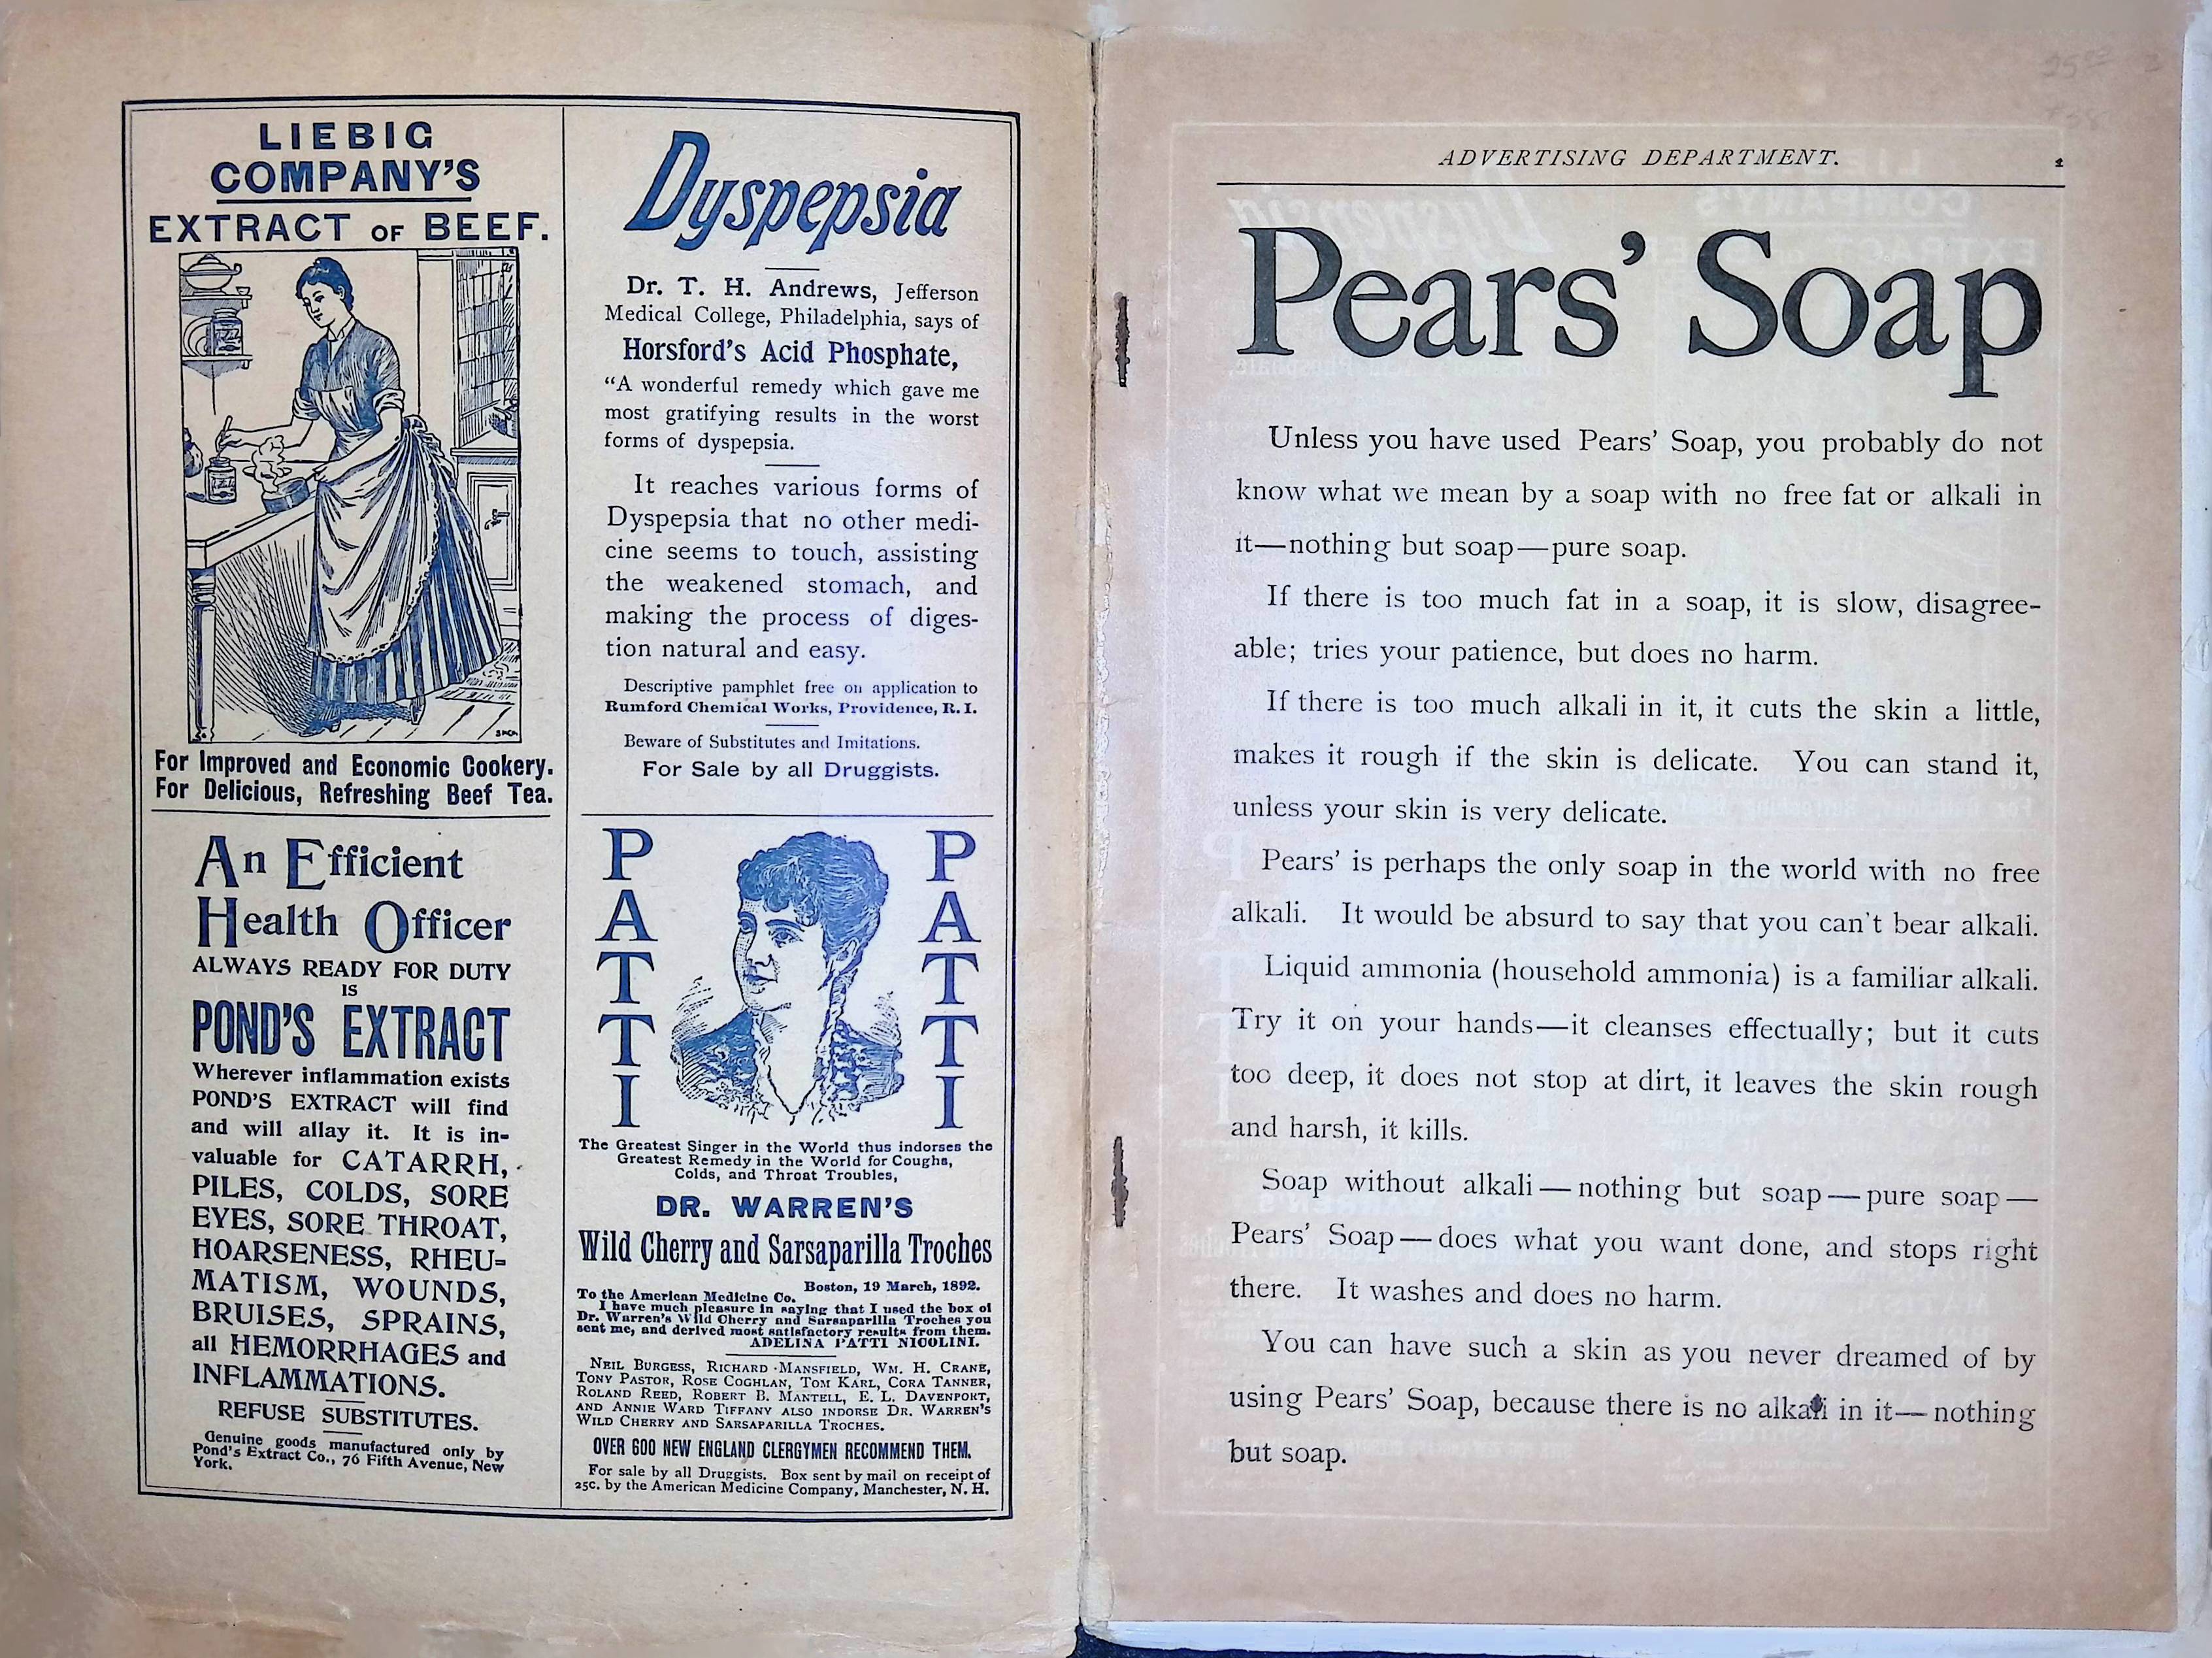 LIEBIG
COMPANY'S
EXTRACT OF BEEF.
For Improved and Economic Cookery.
For Delicious, Refreshing Beef Tea.
An Efficient
Health Officer
ALWAYS READY FOR DUTY
IS
POND'S EXTRACT
Wherever inflammation exists
POND'S EXTRACT will find
and will allay it. It is in-
valuable for CATARRH,
PILES, COLDS, SORE
EYES, SORE THROAT,
HOARSENESS, RHEU-
MATISM, WOUNDS,
BRUISES, SPRAINS,
all HEMORRHAGES and
INFLAMMATIONS.
REFUSE SUBSTITUTES.
Genuine goods manufactured only by
Pond's Extract Co., 76 Fifth Avenue, New
York.
Dyspepsia
Dr. T. H. Andrews, Jefferson
Medical College, Philadelphia, says of
Horsford's Acid Phosphate,
“A wonderful remedy which gave me
most gratifying results in the worst
forms of dyspepsia.
It reaches various forms of
Dyspepsia that no other medi-
cine seems to touch, assisting
the weakened stomach, and
making the process of diges-
tion natural and easy.
Descriptive pamphlet free on application to
Rumford Chemical Works, Providence, R. I.
Beware of Substitutes and Imitations.
For Sale by all Druggists.
PATTI
PATTI
The Greatest Singer in the World thus indorses the
Greatest Remedy in the World for Coughs,
Colds, and Throat Troubles,
DR. WARREN'S
Wild Cherry and Sarsaparilla Troches
Boston, 19 March, 1892.
To the American Medicine Co.
I have much pleasure in saying that I used the box of
Dr. Warren's Wild Cherry and Sarsaparilla Troches you
sent me, and derived most satisfactory results from them.
ADELINA PATTI NICOLINI.
NEIL BURGESS, RICHARD MANSFIELD, WM. H. CRANE,
TONY PASTOR, ROSE COGHLAN, TOM KARL, CORA TANNER,
ROLAND REED, ROBERT B. MANTELL, E. L. DAVENPORT,
AND ANNIE WARD TIFFANY ALSO INDORSE DR. WARREN'S
WILD CHERRY AND SARSAPARILLA TROCHES.
OVER 600 NEW ENGLAND CLERGYMEN RECOMMEND THEM.
For sale by all Druggists. Box sent by mail on receipt of
25c. by the American Medicine Company, Manchester, N. H.
ADVERTISING DEPARTMENT. 1
Pears' Soap
Unless you have used Pears' Soap, you probably do not
know what we mean by a soap with no free fat or alkali in
it—nothing but soap—pure soap.
If there is too much fat in a soap, it is slow, disagree-
able; tries your patience, but does no harm.
If there is too much alkali in it, it cuts the skin a little,
makes it rough if the skin is delicate. You can stand it,
unless your skin is very delicate.
Pears' is perhaps the only soap in the world with no free
alkali. It would be absurd to say that you can't bear alkali.
Liquid ammonia (household ammonia) is a familiar alkali.
Try it on your hands—it cleanses effectually; but it cuts
too deep, it does not stop at dirt, it leaves the skin rough
and harsh, it kills.
Soap without alkali—nothing but soap—pure soap—
Pears' Soap—does what you want done, and stops right
there. It washes and does no harm.
You can have such a skin as you never dreamed of by
using Pears' Soap, because there is no alkali in it—nothing
but soap.